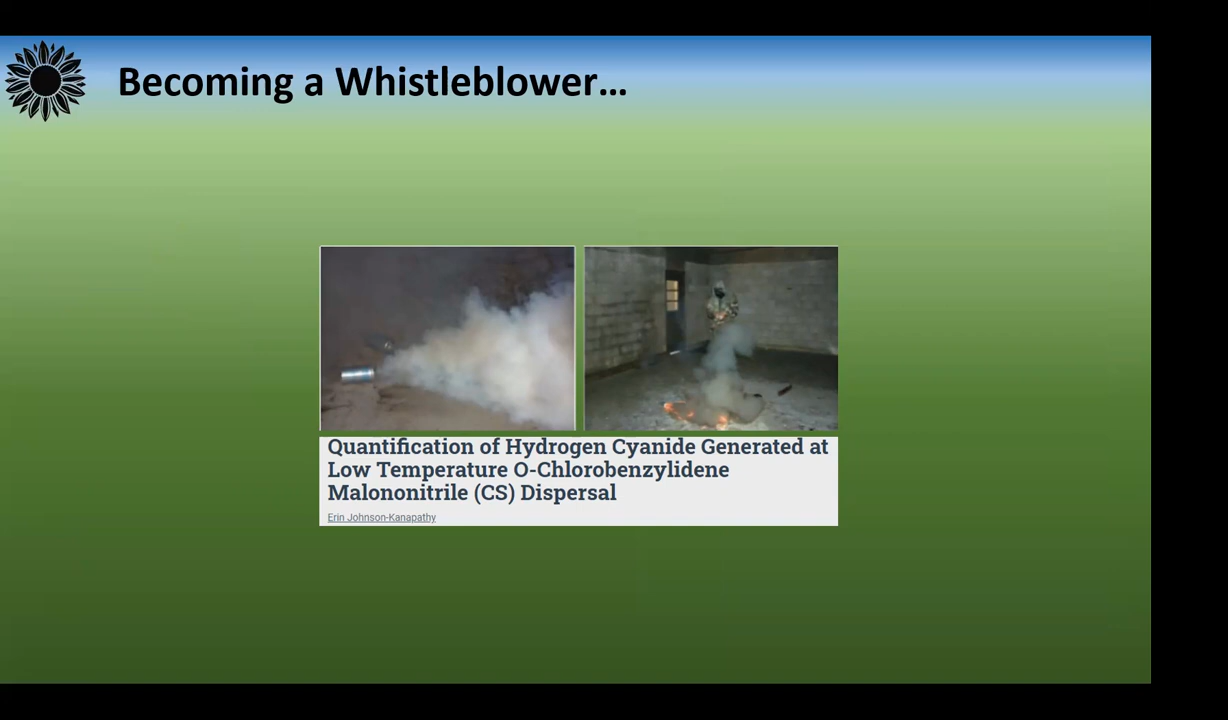 Becoming a Whistleblower…
Quantification of Hydrogen Cyanide Generated at
Low Temperature O-Chlorobenzylidene
Malononitrile (CS) Dispersal
Erin Johnson-Kanapathy